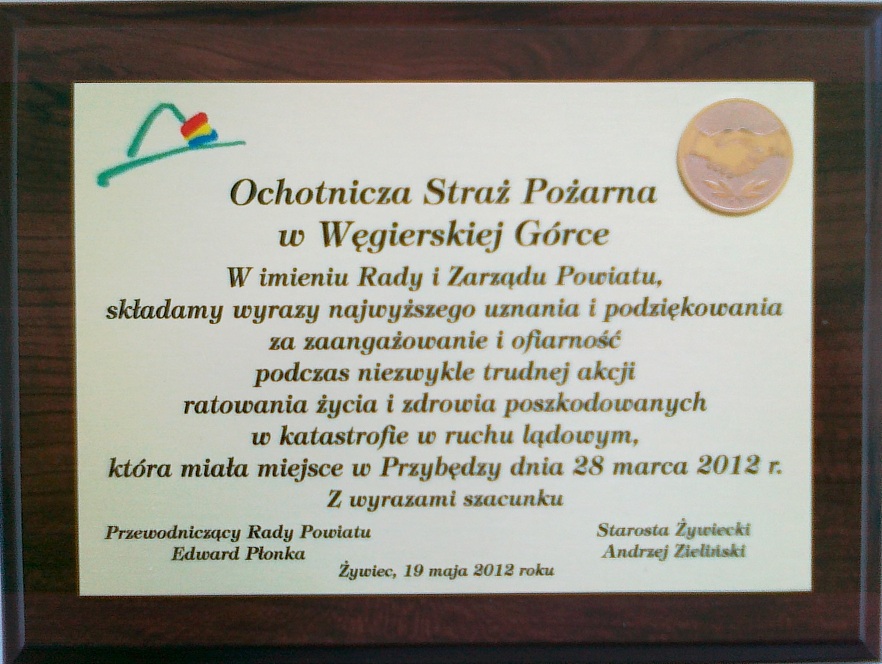 Ochotnicza Straż Pożarna
w Węgierskiej Górce
W imieniu Rady i Zarządu Powiatu,
składamy wyrazy najwyższego uznania i podziękowania
za zaangażowanie i ofiarność
podczas niezwykle trudnej akcji
ratowania życia i zdrowia poszkodowanych
w katastrofie w ruchu lądowym,
która miała miejsce w Przybędzy dnia 28 marca 2012 r.
Z wyrazami szacunku
Przewodniczący Rady Powiatu
Edward Płonka
Starosta Żywiecki
Andrzej Zieliński
Żywiec, 19 maja 2012 roku